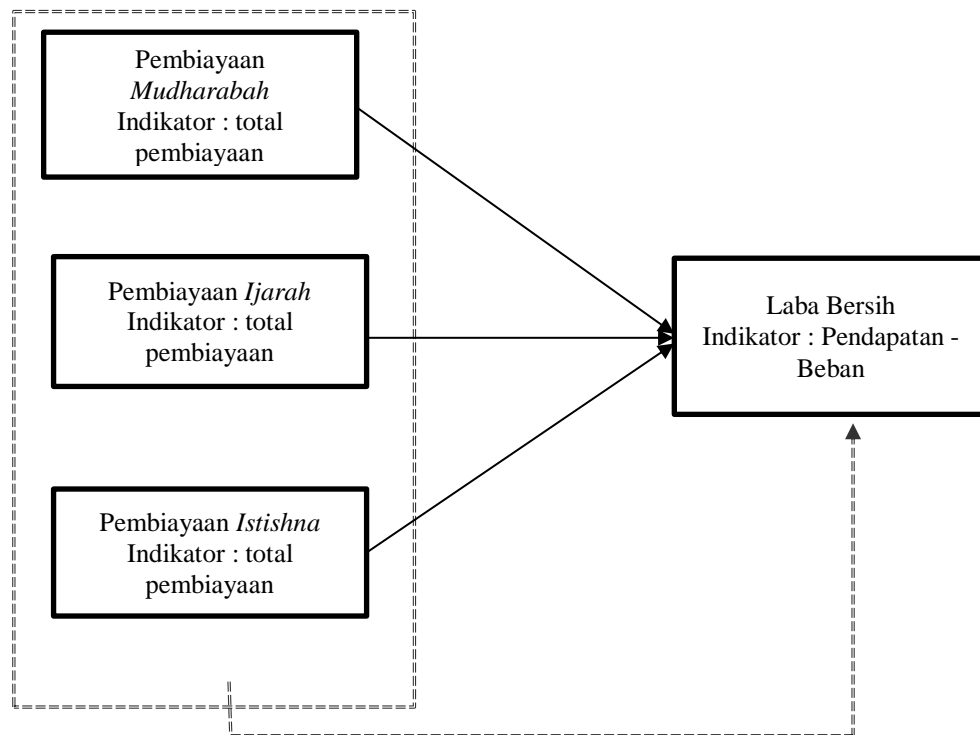 Pembiayaan
Mudharabah
Indikator : total
pembiayaan
Pembiayaan Ijarah
Indikator : total
pembiayaan
Pembiayaan Istishna
Indikator : total
pembiayaan
Laba Bersih
Indikator : Pendapatan -
Beban